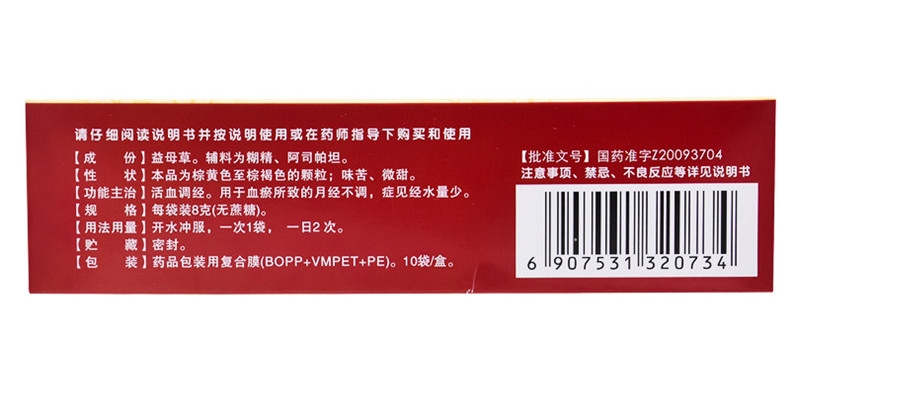 请仔细阅读说明书并按说明使用或在药师指导下购买和使用
【成 份】益母草。辅料为糊精、阿司帕坦。
【性 状】本品为棕黄色至棕褐色的颗粒；味苦、微甜。
【功能主治】活血调经。用于血瘀所致的月经不调，症见经水量少。
【规 格】每袋装8克(无蔗糖)。
【用法用量】开水冲服，一次1袋， 一日2 次。
【贮 藏】密封。
【包 装】药品包装用复合膜(BOPP+VMPET+PE)。10袋/盒。
【批准文号】国药准字Z20093704
注意事项、禁忌、不良反应等详见说明书
6 907531 320734